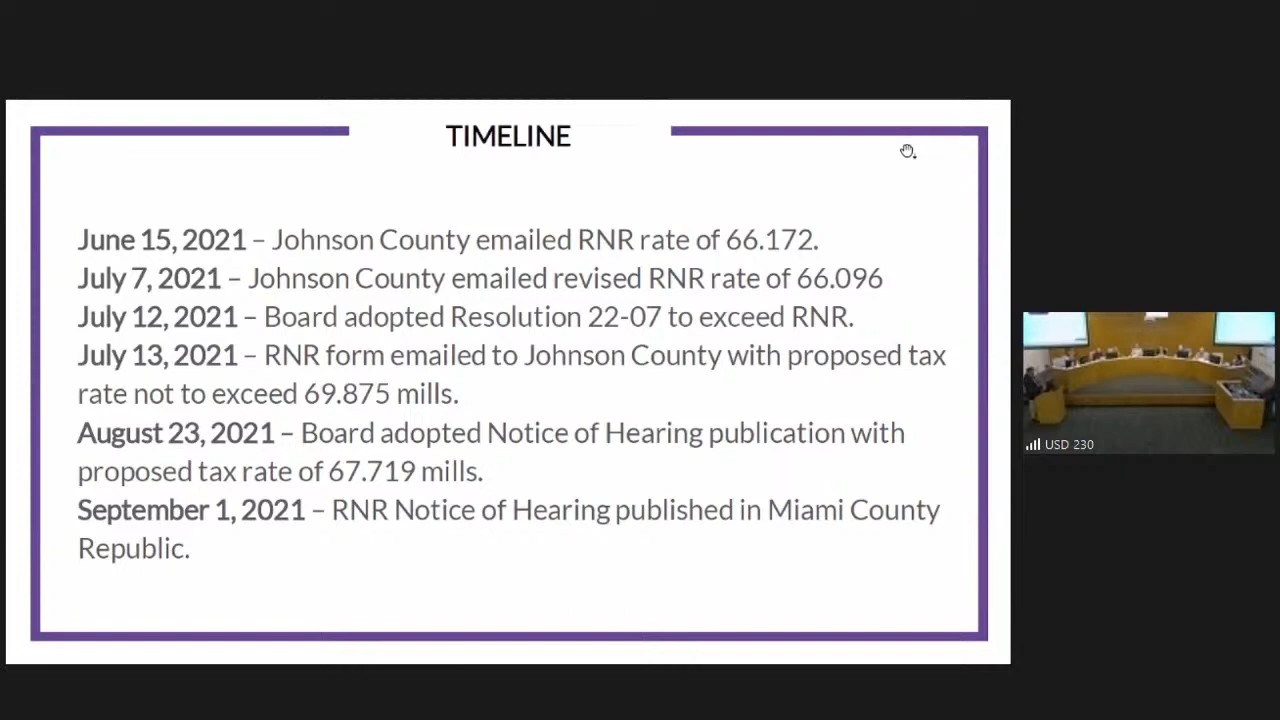 TIMELINE
June 15, 2021 – Johnson County emailed RNR rate of 66.172.
July 7, 2021 – Johnson County emailed revised RNR rate of 66.096
July 12, 2021 – Board adopted Resolution 22-07 to exceed RNR.
July 13, 2021 – RNR form emailed to Johnson County with proposed tax
rate not to exceed 69.875 mills.
August 23, 2021 – Board adopted Notice of Hearing publication with
proposed tax rate of 67.719 mills.
September 1, 2021 – RNR Notice of Hearing published in Miami County
Republic.
USD 230